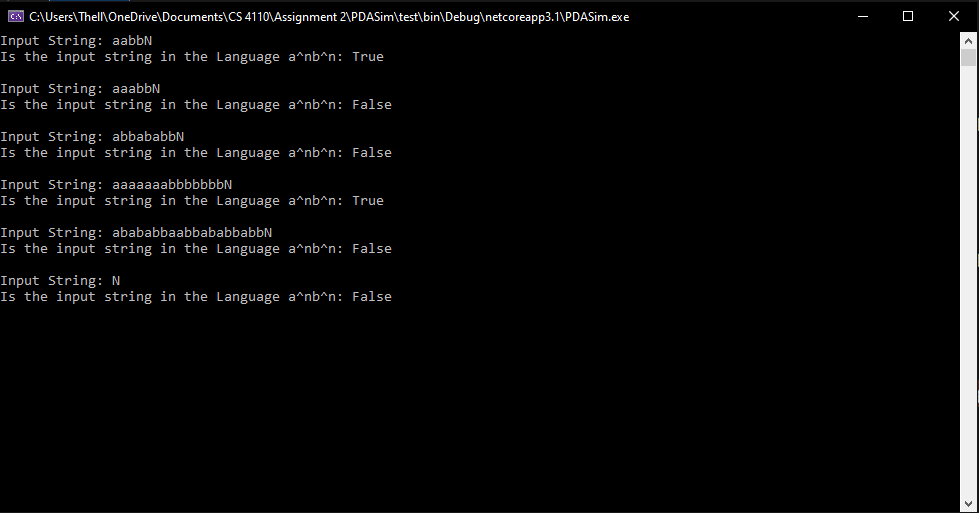 C:\Users\Thell\OneDrive\Documents\CS 4110\Assignment 2\PDASim\test\bin\Debug\netcoreapp3.1\PDASim.exe
Input String: aabbN
Is the input string in the Language a^nb^n: True
Input String: aaabbN
Is the input string in the Language a^nb^n: False
Input String: abbababbN
Is the input string in the Language a^nb^n: False
Input String: aaaaaaabbbbbbbN
Is the input string in the Language a^nb^n: True
Input String: abababbaabbababbabbN
Is the input string in the Language a^nb^n: False
Input String: N
Is the input string in the Language a^nb^n: False